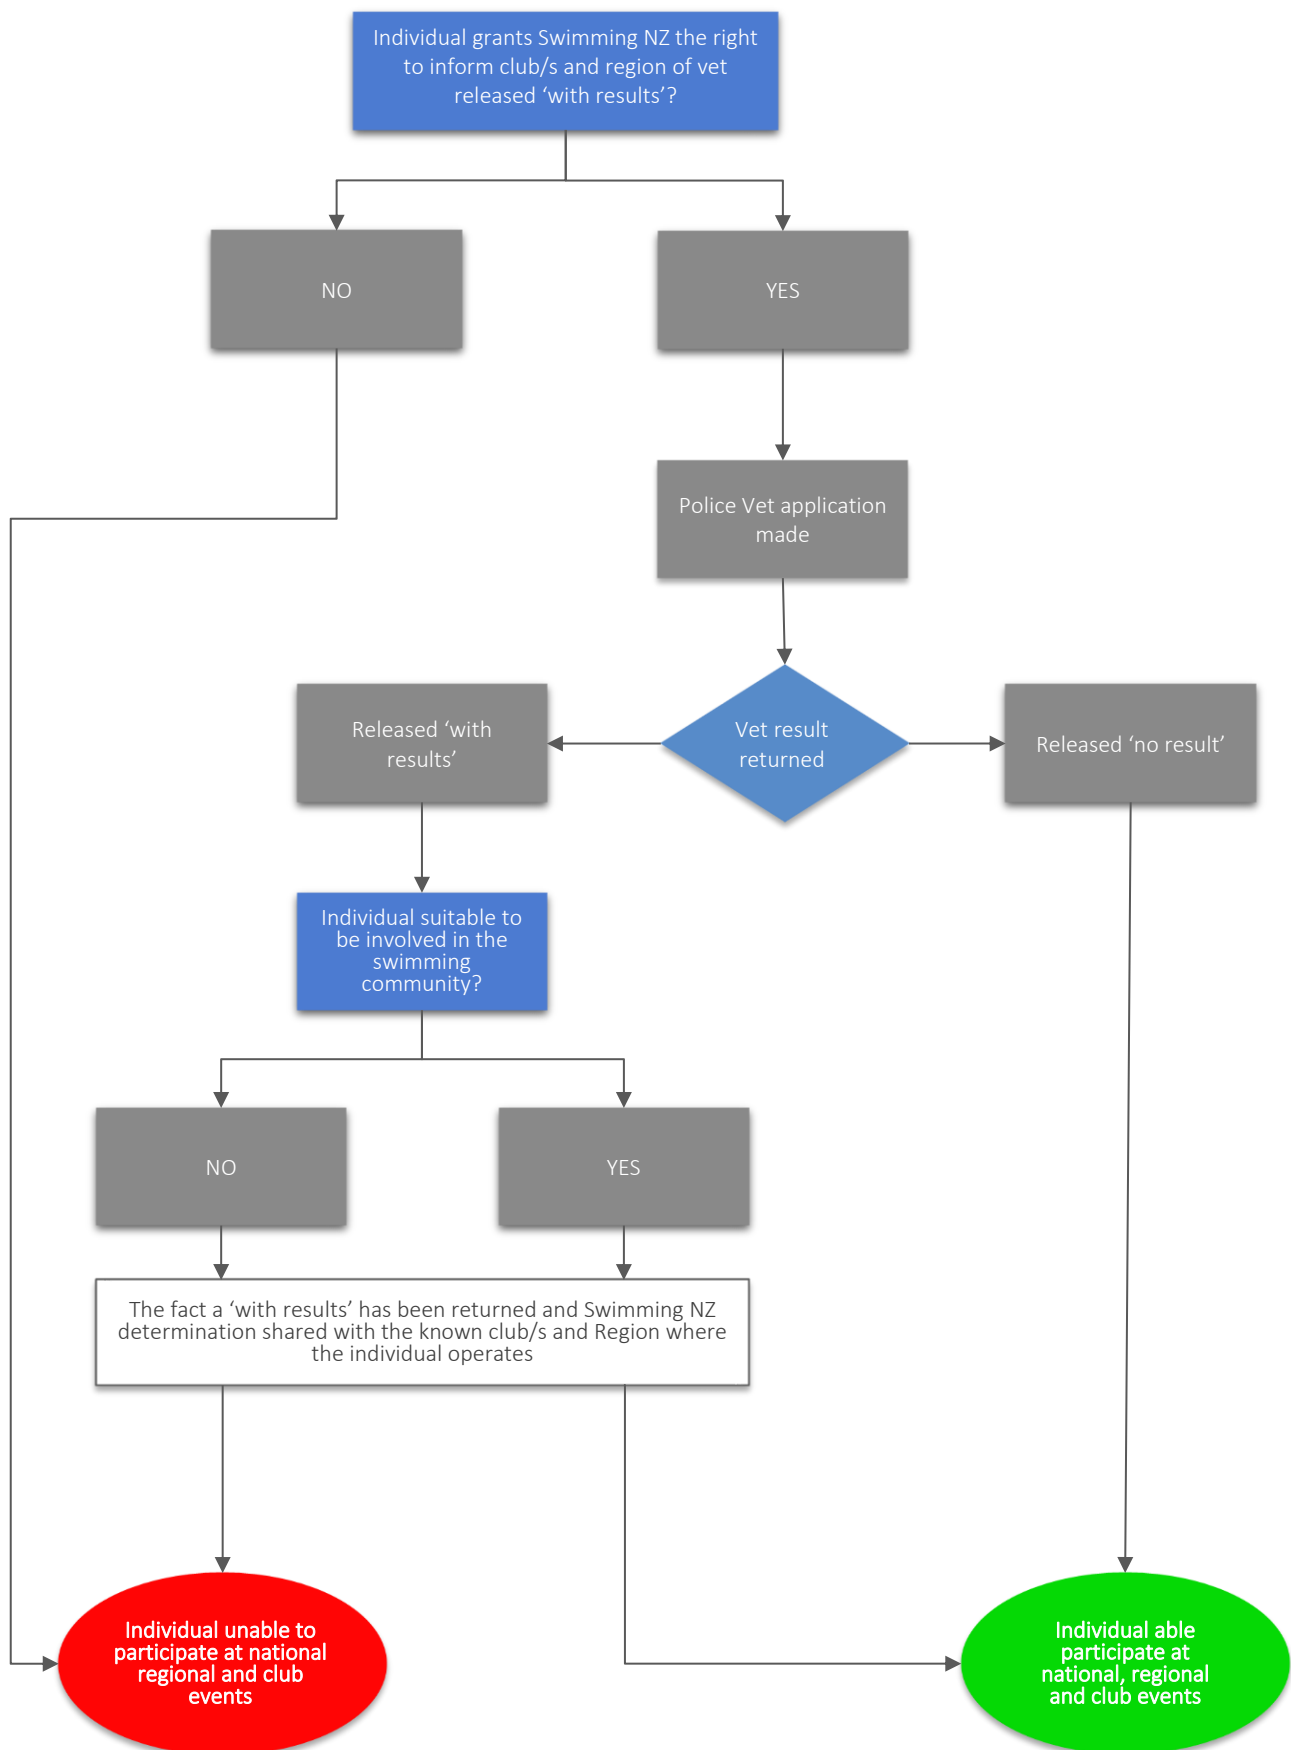 Individual grants Swimming NZ the right
to inform club/s and region of vet
released ‘with results’?
NO
YES
Police Vet application
made
Released ‘with
results’
Vet result
returned
Released ‘no result’
Individual suitable to
be involved in the
swimming
community?
NO
YES
The fact a ‘with results’ has been returned and Swimming NZ
determination shared with the known club/s and Region where
the individual operates
Individual unable to
participate at national
regional and club
events
Individual able
participate at
national, regional
and club events